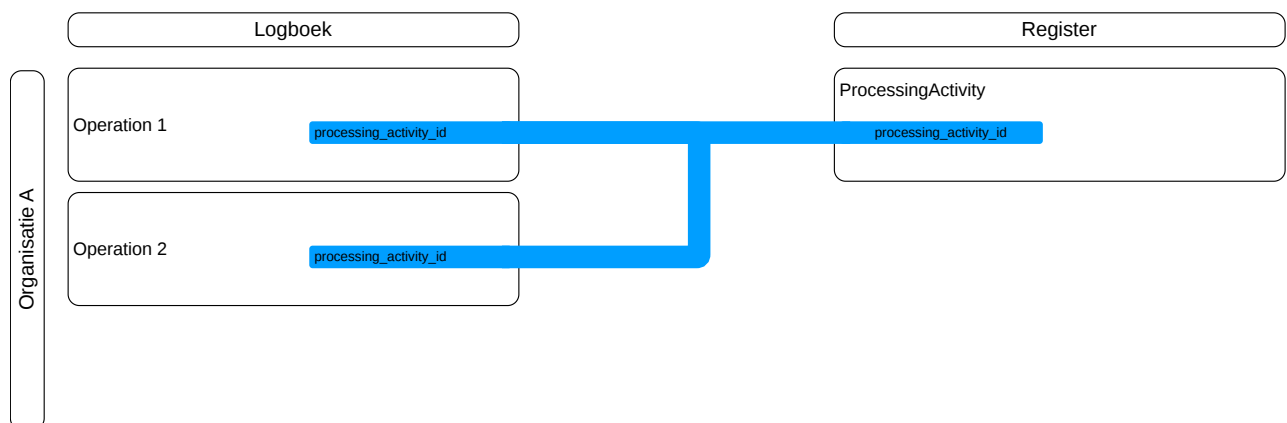 Logboek
Register
Organisatie A
ProcessingActivity
Operation 1
processing_activity_id
processing_activity_id
Operation 2
processing_activity_id